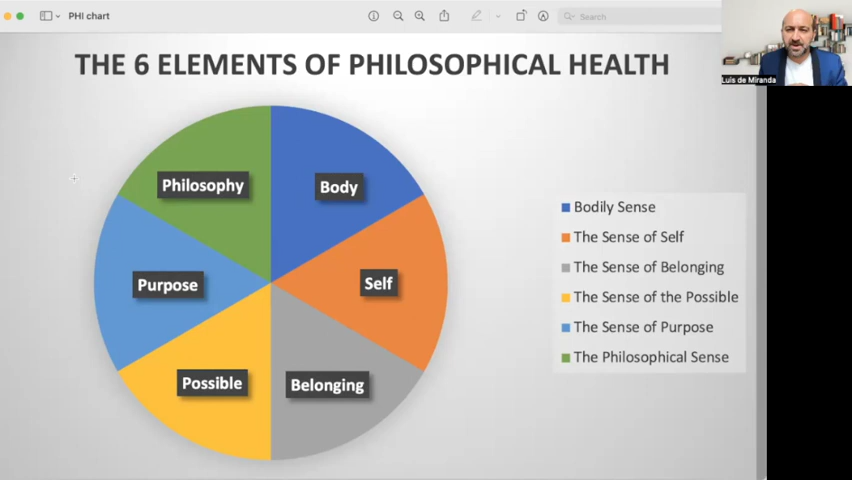 PHI chart
Search
THE 6 ELEMENTS OF PHILOSOPHICAL HEALTH
Luis de Miranda
Philosophy
Body
Purpose
Self
Possible
Belonging
Bodily Sense
The Sense of Self
The Sense of Belonging
The Sense of the Possible
The Sense of Purpose
The Philosophical Sense